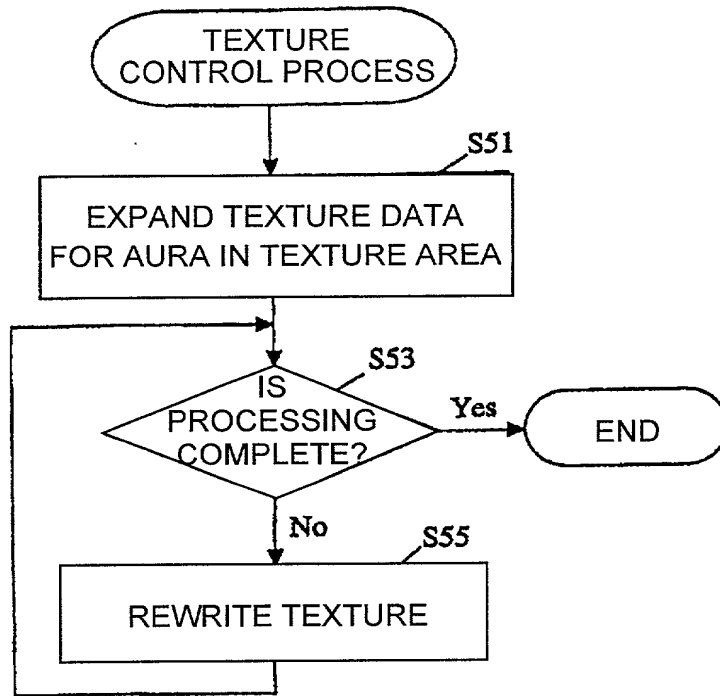 TEXTURE
CONTROL PROCESS
S51
EXPAND TEXTURE DATA
FOR AURA IN TEXTURE AREA
S53
IS
PROCESSING
COMPLETE?
Yes
END
No
S55
REWRITE TEXTURE